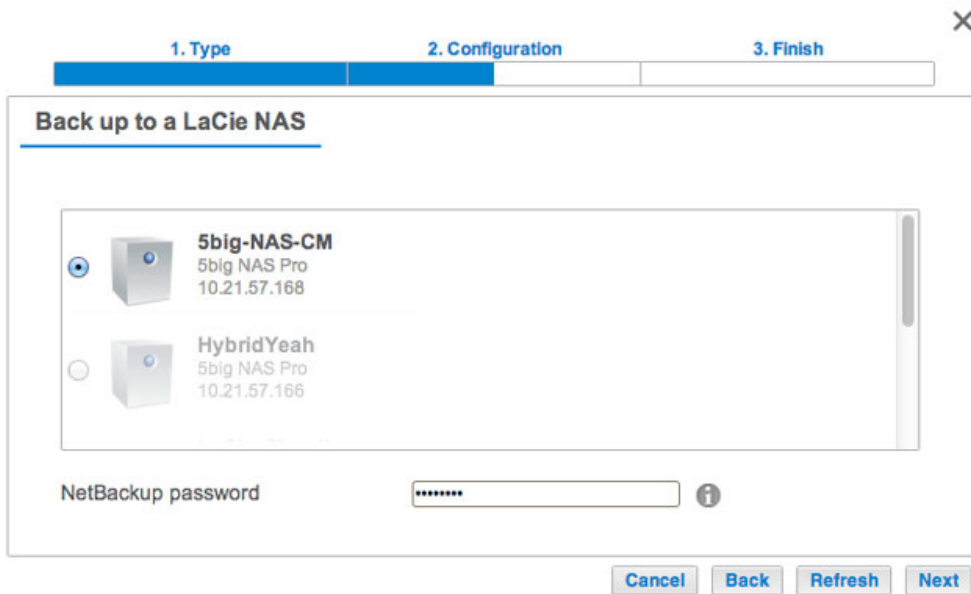 1. Type 2. Configuration 3. Finish
Back up to a LaCie NAS
5big-NAS-CM
5big NAS Pro
10.21.57.168
HybridYeah
5big NAS Pro
10.21.57.166
NetBackup password ••••••••
Cancel Back Refresh Next